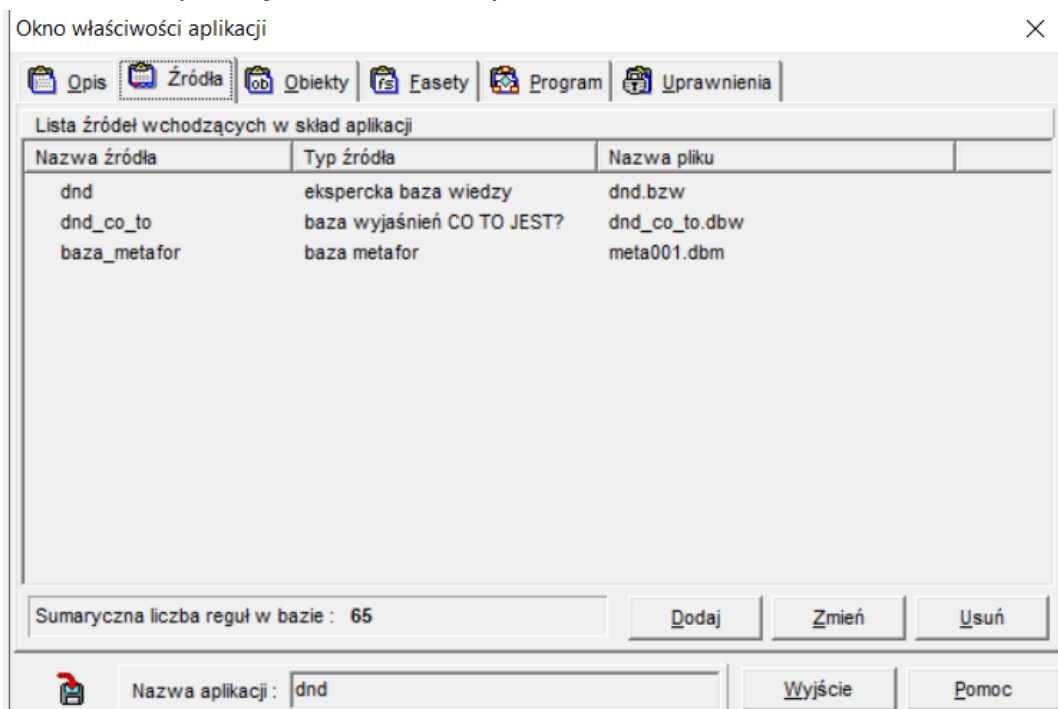 Okno właściwości aplikacji
Opis Źródła Obiekty Fasety Program Uprawnienia
Lista źródeł wchodzących w skład aplikacji
Nazwa źródła Typ źródła Nazwa pliku
dnd ekspercka baza wiedzy dnd.bzw
dnd_co_to baza wyjaśnień CO TO JEST? dnd_co_to.dbw
baza_metafor baza metafor meta001.dbm
Sumaryczna liczba reguł w bazie : 65 Dodaj Zmień Usuń
Nazwa aplikacji : dnd Wyjście Pomoc